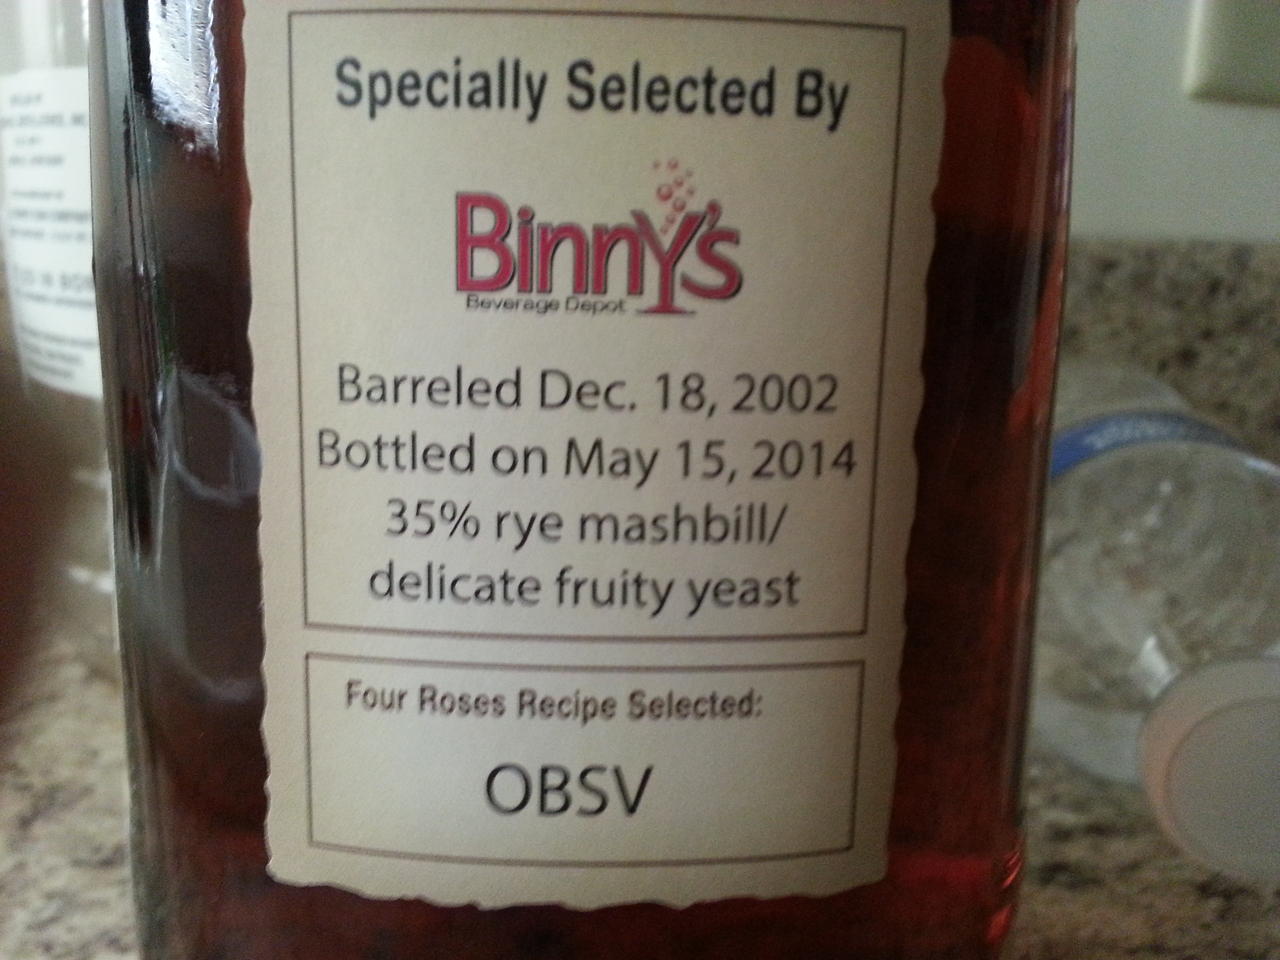 Specially Selected By
Binny's
Beverage Depot
Barreled Dec. 18, 2002
Bottled on May 15, 2014
35% rye mashbill/
delicate fruity yeast
Four Roses Recipe Selected:
OBSV